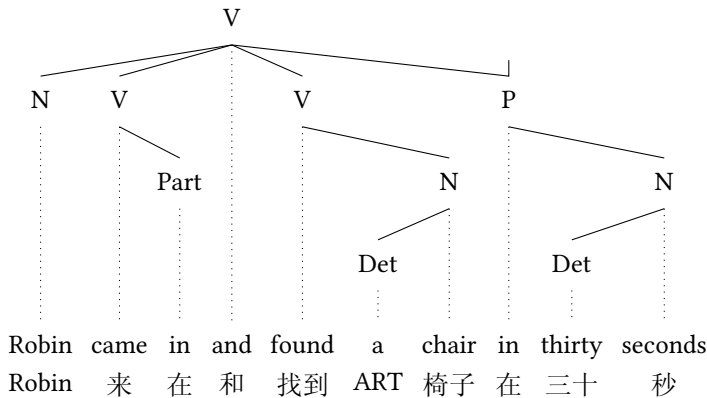 V
N V V P
Part N N
Det Det
Robin came in and found a chair in thirty seconds
Robin 来 在 和 找到 ART 椅子 在 三十 秒